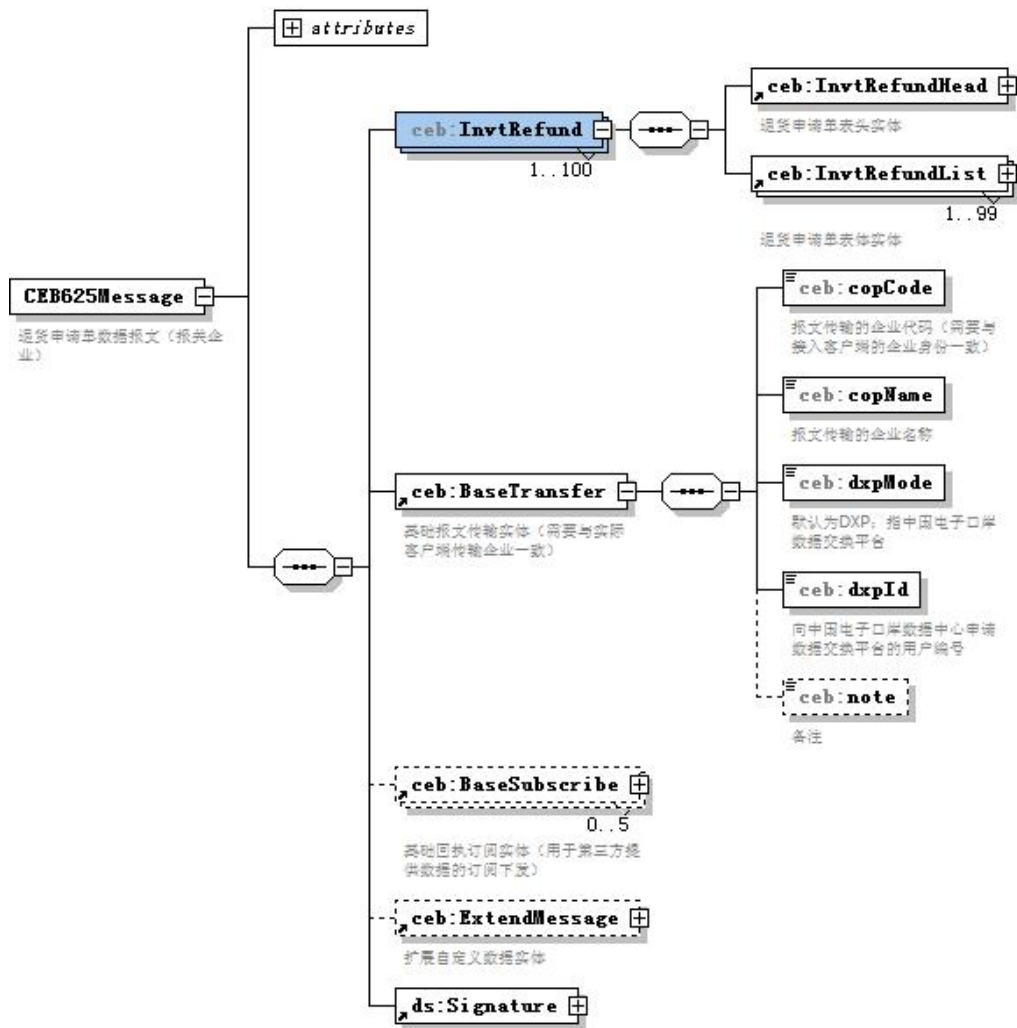 attributes
ceb:InvtRefundHead
退货申请单表头实体
ceb:InvtRefund
1..100
ceb:InvtRefundList
1..99
退货申请单表体实体
CEB625Message
退货申请单数据报文（报关企
业）
ceb:copCode
报文传输的企业代码（需要与
接入客户端的企业身份一致）
ceb:copName
报文传输的企业名称
ceb:BaseTransfer
基础报文传输实体（需要与实际
客户端传输企业一致）
ceb:dxpMode
默认为DXP；指中国电子口岸
数据交换平台
ceb:dxpId
向中国电子口岸数据中心申请
数据交换平台的用户编号
ceb:note
备注
ceb:BaseSubscribe
0..5
基础回执订阅实体（用于第三方提
供数据的订阅下发）
ceb:ExtendMessage
扩展自定义数据实体
ds:Signature